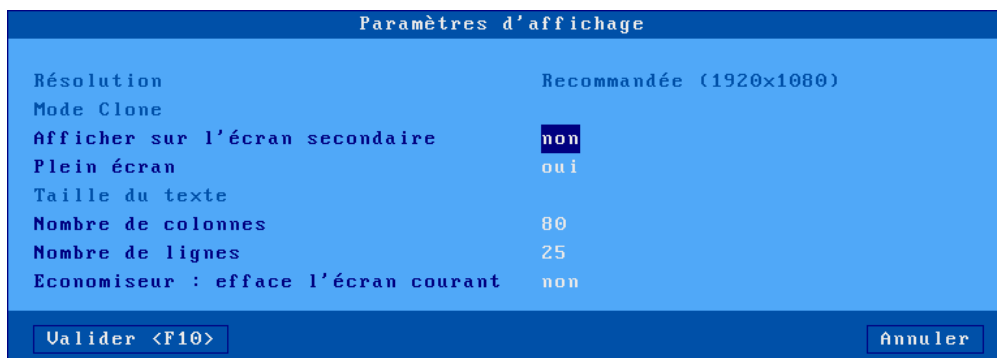 Paramètres d'affichage
Résolution Recommandée (1920x1080)
Mode Clone
Afficher sur l'écran secondaire non
Plein écran oui
Taille du texte
Nombre de colonnes 80
Nombre de lignes 25
Economiseur : efface l'écran courant non
Valider <F10> Annuler